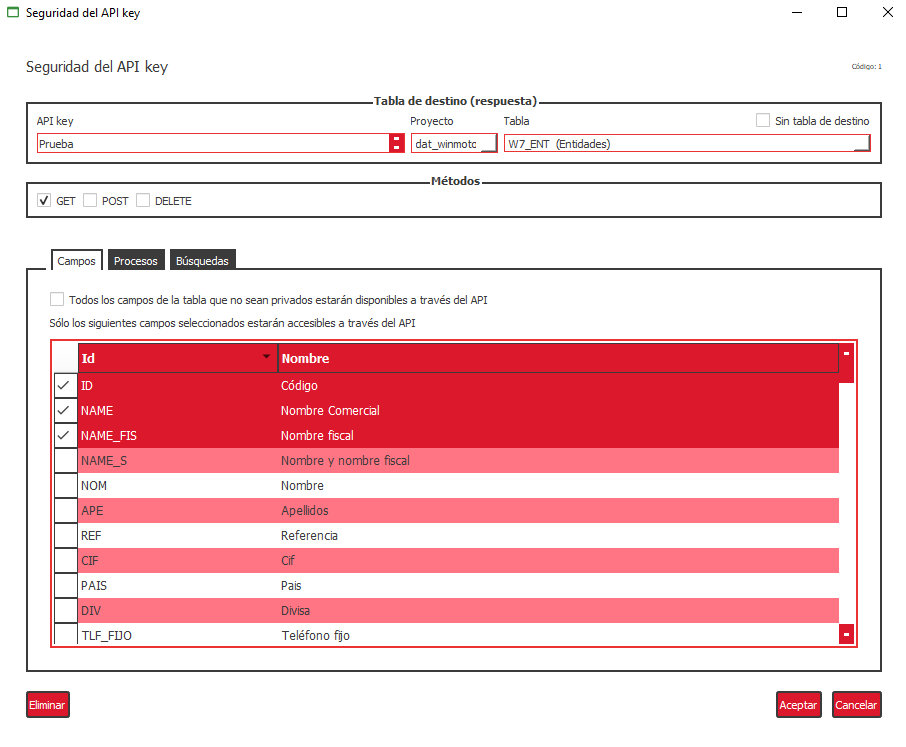 Seguridad del API key
Seguridad del API key
Código: 1
Tabla de destino (respuesta)
API key
Proyecto
Tabla
Sin tabla de destino
Prueba
dat_winmotc
W7_ENT (Entidades)
Métodos
GET POST DELETE
Campos Procesos Búsquedas
Todos los campos de la tabla que no sean privados estarán disponibles a través del API
Sólo los siguientes campos seleccionados estarán accesibles a través del API
Id Nombre
ID Código
NAME Nombre Comercial
NAME_FIS Nombre fiscal
NAME_S Nombre y nombre fiscal
NOM Nombre
APE Apellidos
REF Referencia
CIF Cif
PAIS Pais
DIV Divisa
TLF_FIJO Teléfono fijo
Eliminar Aceptar Cancelar